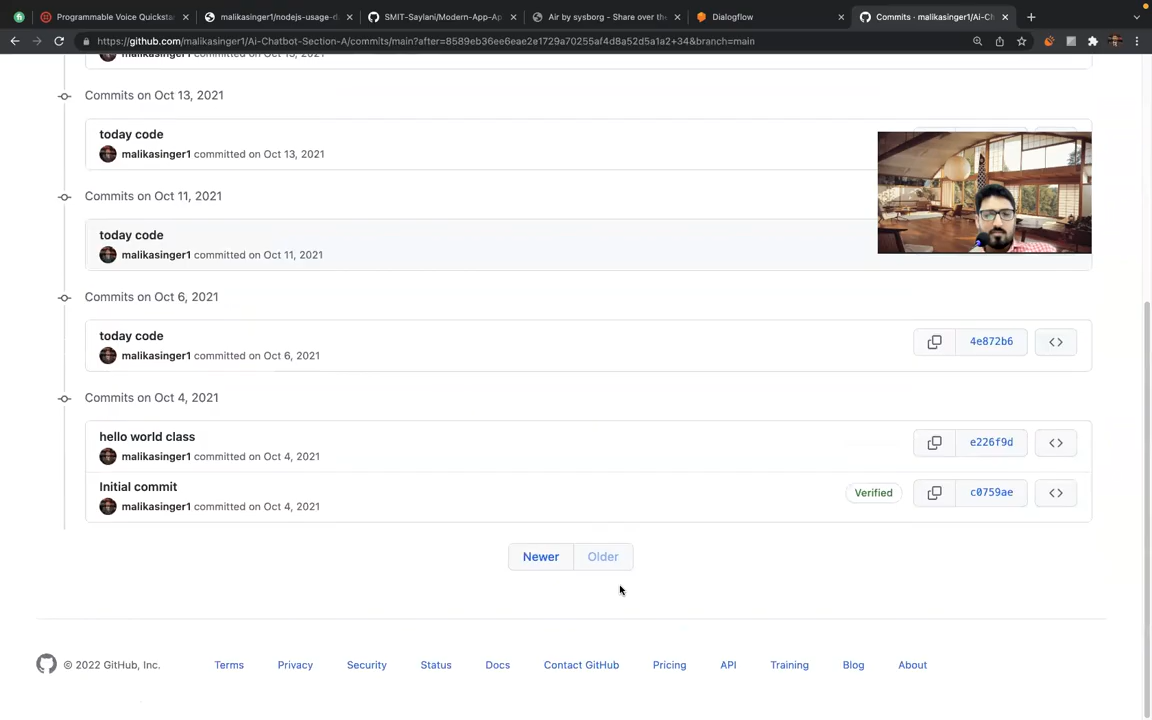 Programmable Voice Quicksta
malikasinger1/nodejs-usage-d
SMIT-Saylani/Modern-App-Ap
Air by sysborg - Share over the
Dialogflow
Commits · malikasinger1/Ai-Ch
https://github.com/malikasinger1/Ai-Chatbot-Section-A/commits/main?after=8589eb36ee6eae2e1729a70255af4d8a52d5a1a2+34&branch=main
malikasinger1 committed on Oct 13, 2021
Commits on Oct 13, 2021
today code
malikasinger1 committed on Oct 13, 2021
Commits on Oct 11, 2021
today code
malikasinger1 committed on Oct 11, 2021
Commits on Oct 6, 2021
today code
4e872b6
malikasinger1 committed on Oct 6, 2021
Commits on Oct 4, 2021
hello world class
e226f9d
malikasinger1 committed on Oct 4, 2021
Initial commit
Verified
c0759ae
malikasinger1 committed on Oct 4, 2021
Newer
Older
© 2022 GitHub, Inc.
Terms
Privacy
Security
Status
Docs
Contact GitHub
Pricing
API
Training
Blog
About